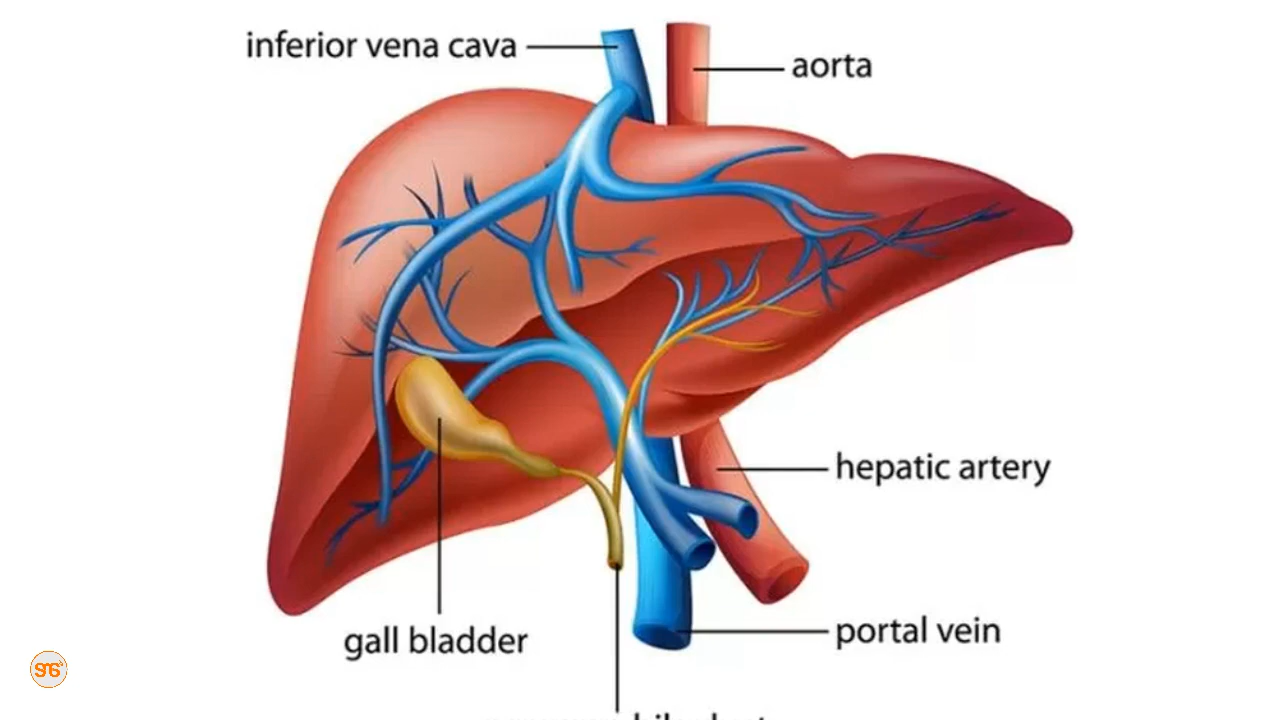 inferior vena cava
aorta
hepatic artery
gall bladder
portal vein